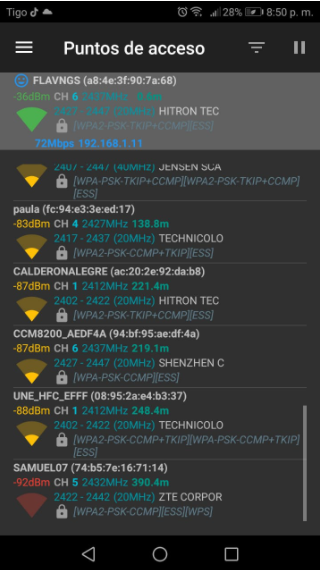 Tigo 28% 8:50 p. m.
Puntos de acceso
FLAVNGS (a8:4e:3f:90:7a:68)
-36dBm CH 6 2427MHz 0.6m
2427 - 2447 (20MHz) HITRON TEC
[WPA2-PSK-TKIP+CCMP][ESS]
72Mbps 192.168.1.11
2407 - 2447 (40MHz) JENSEN SCA
[WPA-PSK-TKIP+CCMP][WPA2-PSK-TKIP+CCMP]
[ESS]
paula (fc:94:e3:3e:ed:17)
-83dBm CH 4 2427MHz 138.8m
2417 - 2437 (20MHz) TECHNICOLO
[WPA2-PSK-CCMP+TKIP][ESS]
CALDERONALEGRE (ac:20:2e:92:da:b8)
-87dBm CH 1 2412MHz 221.4m
2402 - 2422 (20MHz) HITRON TEC
[WPA2-PSK-TKIP+CCMP][ESS]
CCM8200_AEDF4A (94:bf:95:ae:df:4a)
-87dBm CH 6 2437MHz 219.1m
2427 - 2447 (20MHz) SHENZHEN C
[WPA-PSK-CCMP][ESS]
UNE_HFC_EFFF (08:95:2a:e4:b3:37)
-88dBm CH 1 2412MHz 248.4m
2402 - 2422 (20MHz) TECHNICOLO
[WPA2-PSK-CCMP+TKIP][WPA-PSK-CCMP+TKIP]
[ESS]
SAMUEL07 (74:b5:7e:16:71:14)
-92dBm CH 5 2432MHz 390.4m
2422 - 2442 (20MHz) ZTE CORPOR
[WPA2-PSK-CCMP][ESS][WPS]